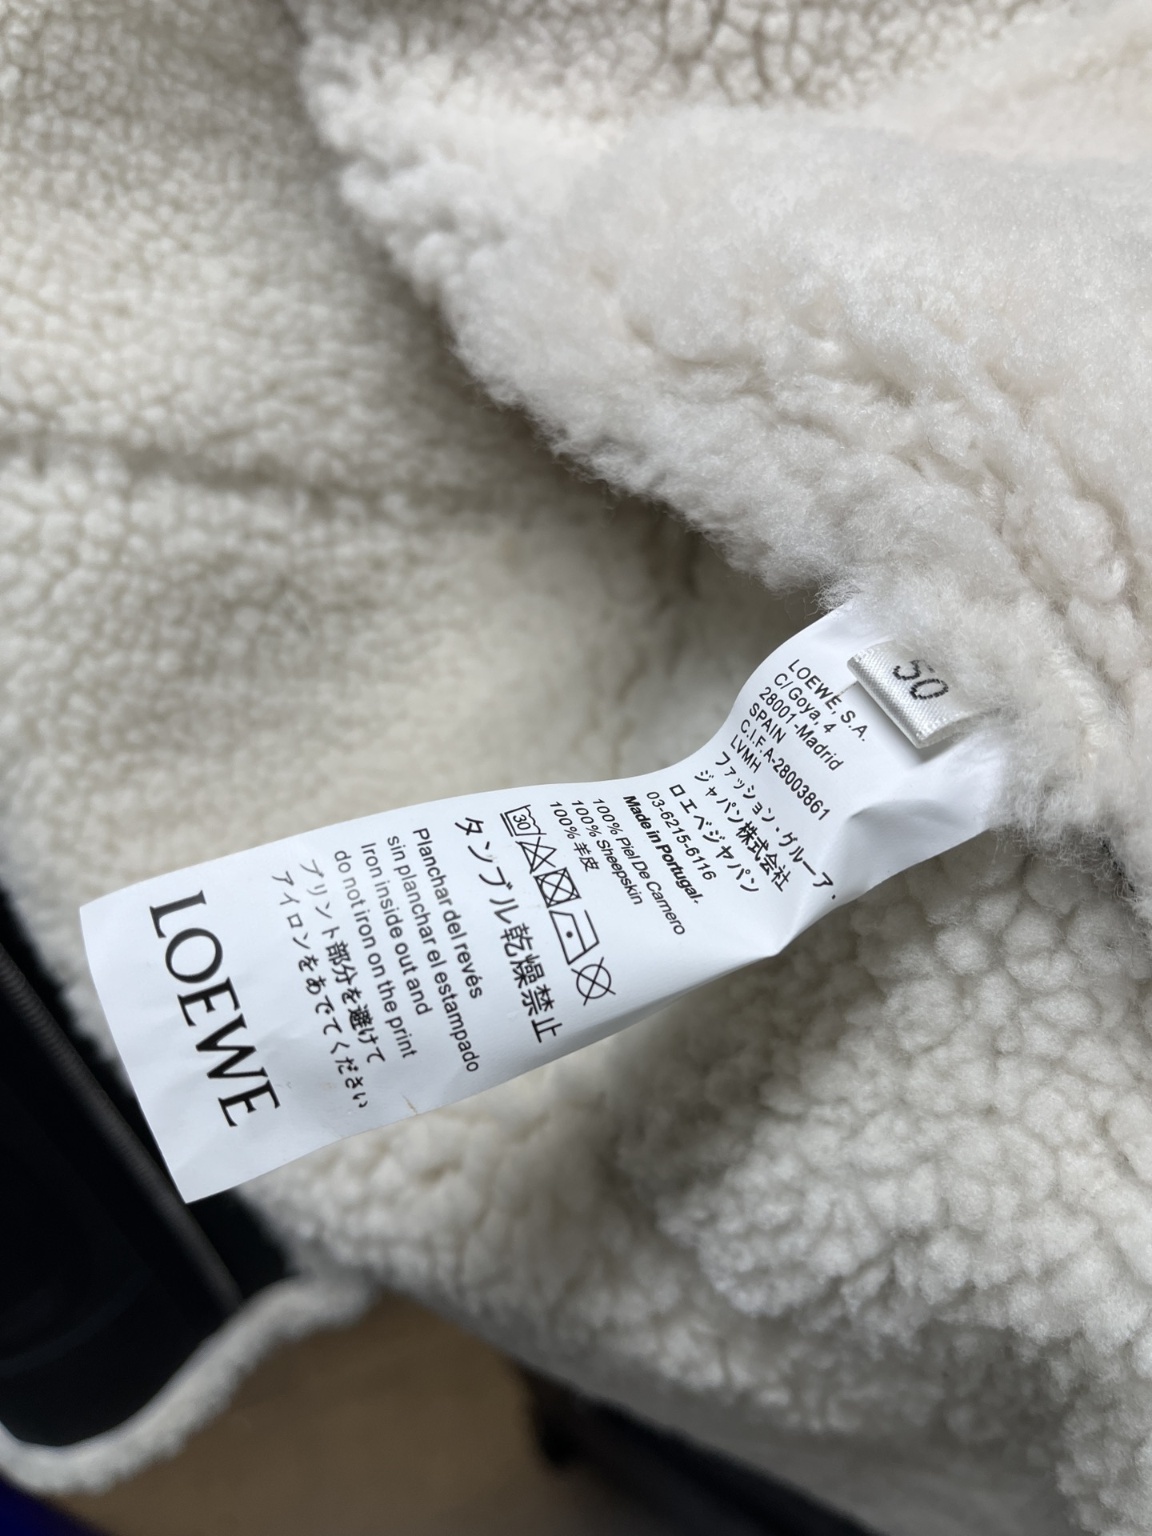 50
LOEWE, S.A.
C/ Goya, 4
28001 -Madrid
SPAIN
C.I.F. A-28003861
LVMH
ファッション・グループ・
ジャパン株式会社
ロエベジャパン
03-6215-6116
Made in Portugal.
100% Piel De Carnero
100% Sheepskin
100% 羊皮
30
タンブル乾燥禁止
Planchar del revés
sin planchar el estampado
Iron inside out and
do not iron on the print
プリント部分を避けて
アイロンをあててください
LOEWE